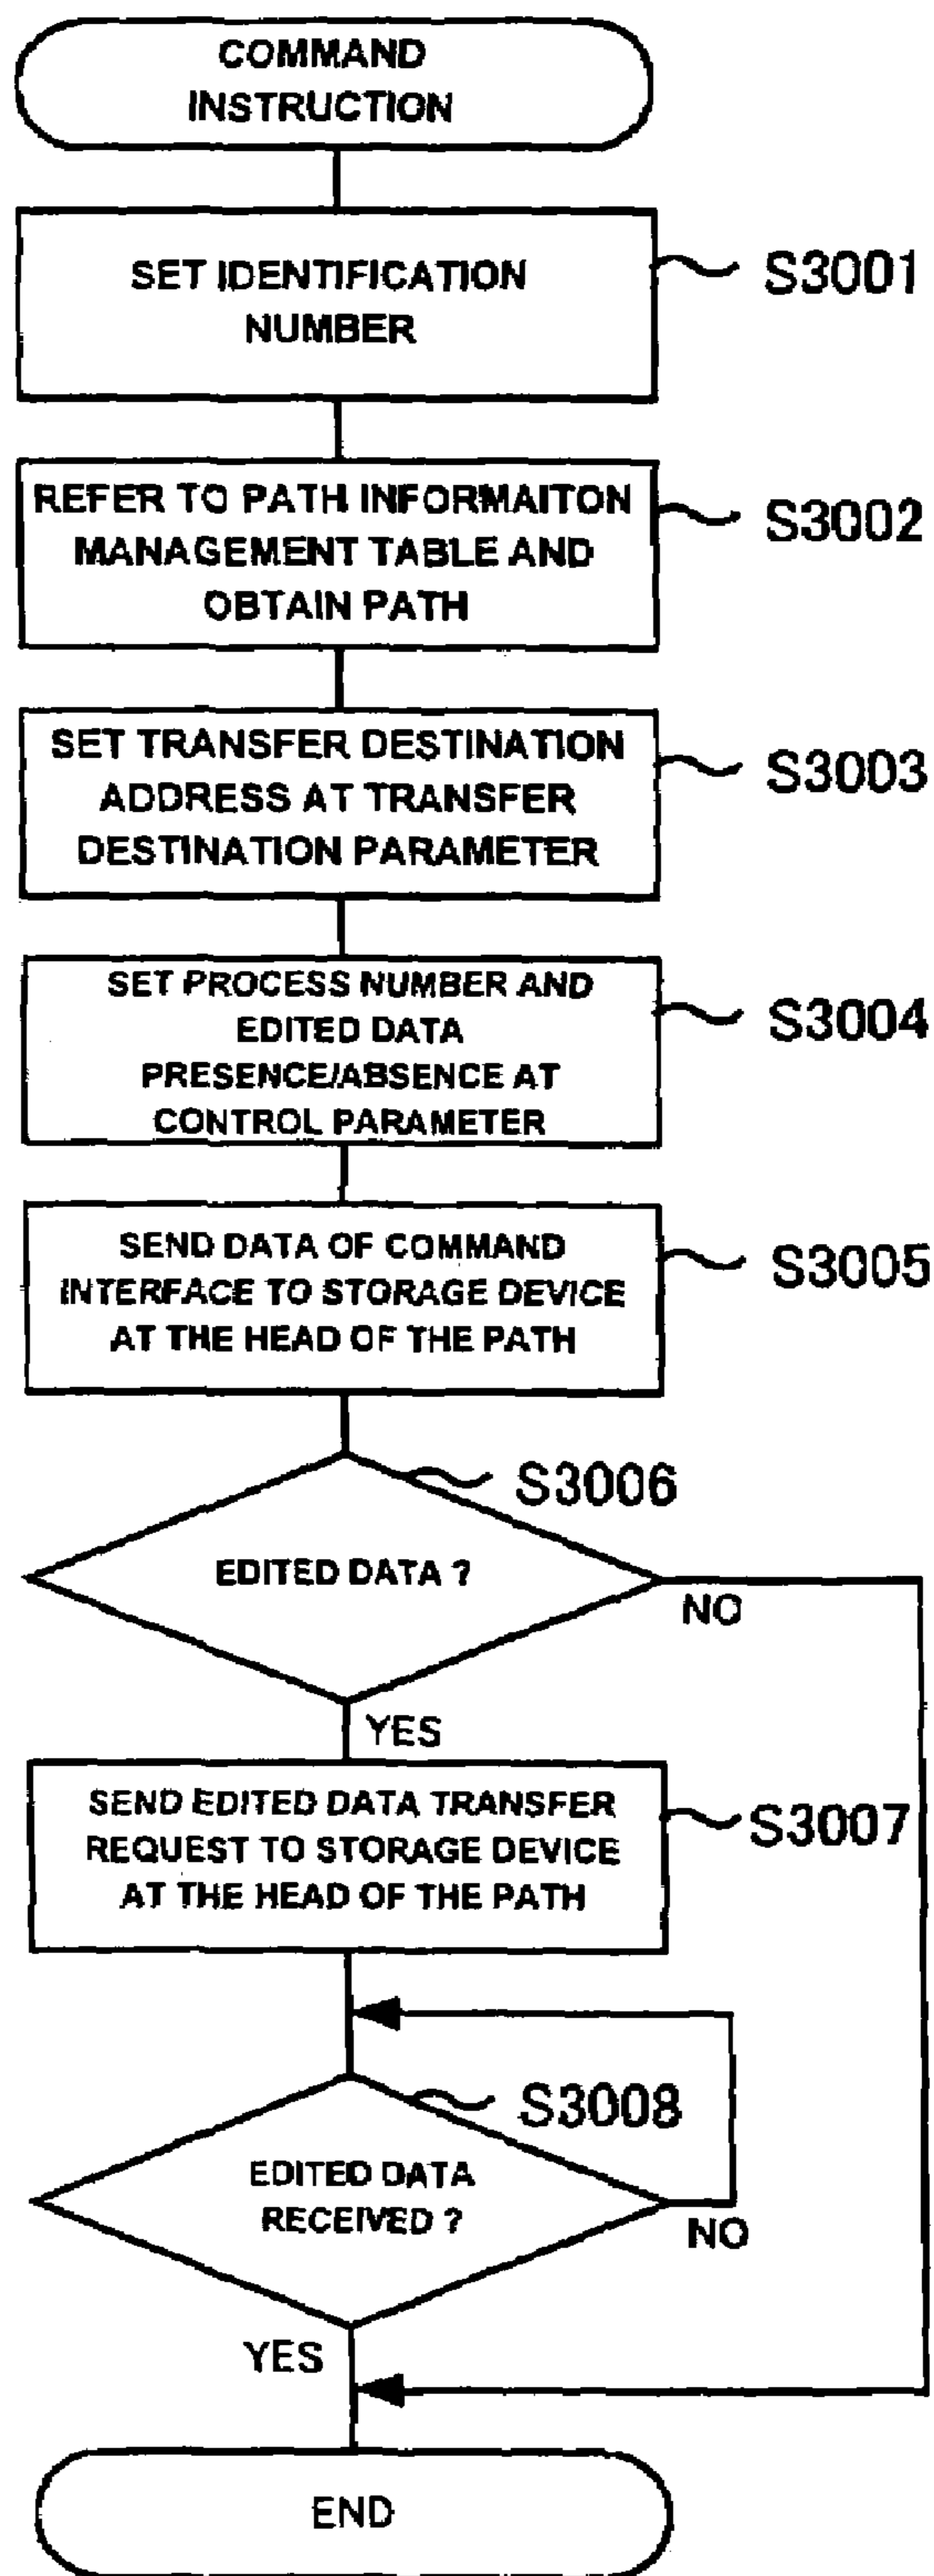 COMMAND
INSTRUCTION
SET IDENTIFICATION
NUMBER
S3001
REFER TO PATH INFORMAITON
MANAGEMENT TABLE AND
OBTAIN PATH
S3002
SET TRANSFER DESTINATION
ADDRESS AT TRANSFER
DESTINATION PARAMETER
S3003
SET PROCESS NUMBER AND
EDITED DATA
PRESENCE/ABSENCE AT
CONTROL PARAMETER
S3004
SEND DATA OF COMMAND
INTERFACE TO STORAGE DEVICE
AT THE HEAD OF THE PATH
S3005
S3006
EDITED DATA ?
NO
YES
SEND EDITED DATA TRANSFER
REQUEST TO STORAGE DEVICE
AT THE HEAD OF THE PATH
S3007
S3008
EDITED DATA
RECEIVED ?
NO
YES
END